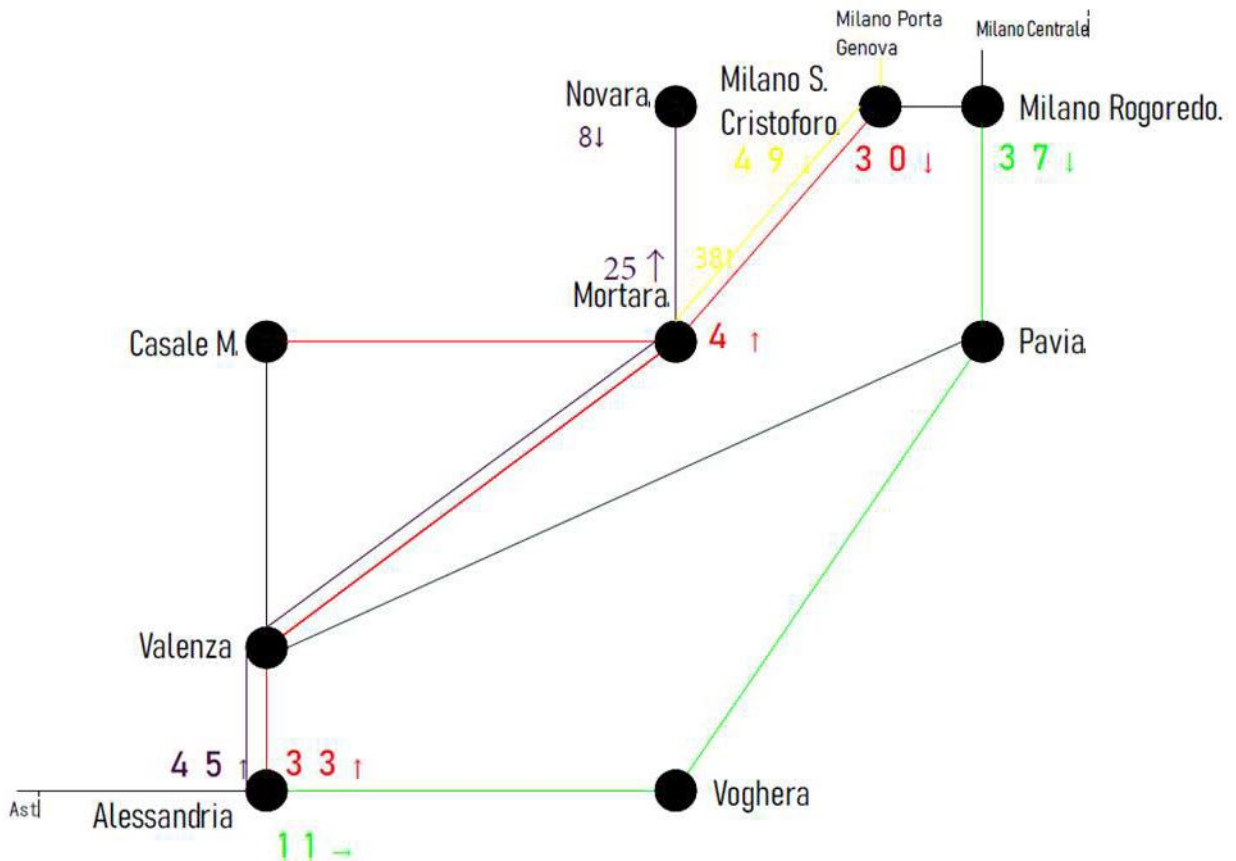 Milano Porta
Genova
Milano Centrale
Novara.
Milano S.
Cristoforo.
Milano Rogoredo.
8↓
4 9 ↓
3 0 ↓
3 7 ↓
25 ↑
38↑
Mortara.
Casale M.
4 ↑
Pavia.
Valenza
4 5 ↑
3 3 ↑
Asti
Alessandria
Voghera
1 1 →